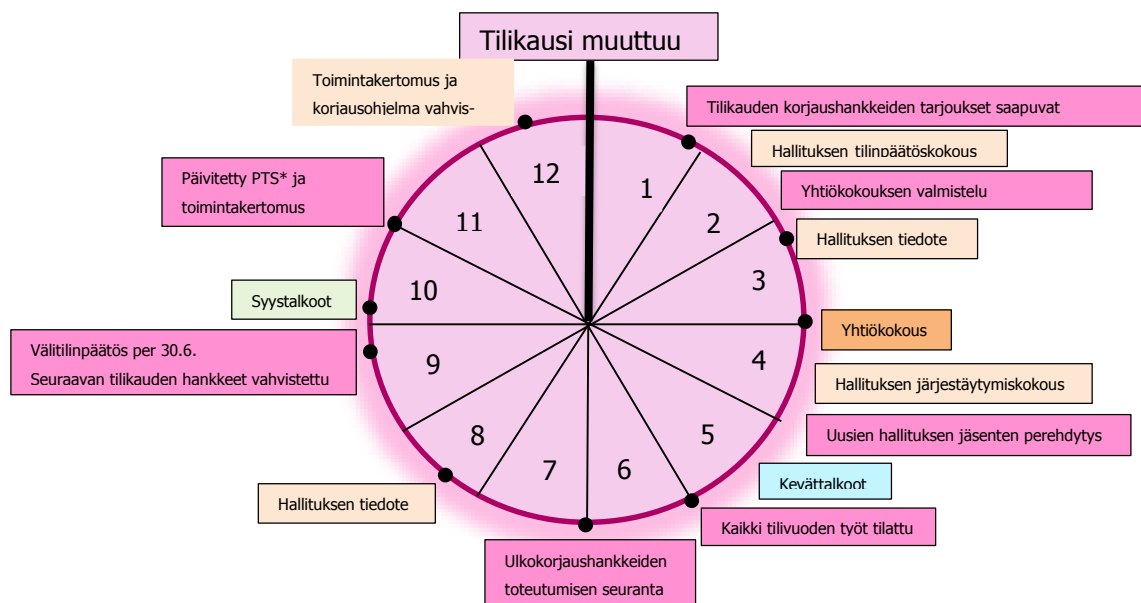 Tilikausi muuttuu
Toimintakertomus ja
korjausohjelma vahvis-
Tilikauden korjaushankkeiden tarjoukset saapuvat
Hallituksen tilinpäätöskokous
Yhtiökokouksen valmistelu
Hallituksen tiedote
Yhtiökokous
Hallituksen järjestäytymiskokous
Uusien hallituksen jäsenten perehdytys
Kevättalkoot
Kaikki tilivuoden työt tilattu
Ulkokorjaushankkeiden
toteutumisen seuranta
Hallituksen tiedote
Välitilinpäätös per 30.6.
Seuraavan tilikauden hankkeet vahvistettu
Syystalkoot
Päivitetty PTS* ja
toimintakertomus
1
2
3
4
5
6
7
8
9
10
11
12